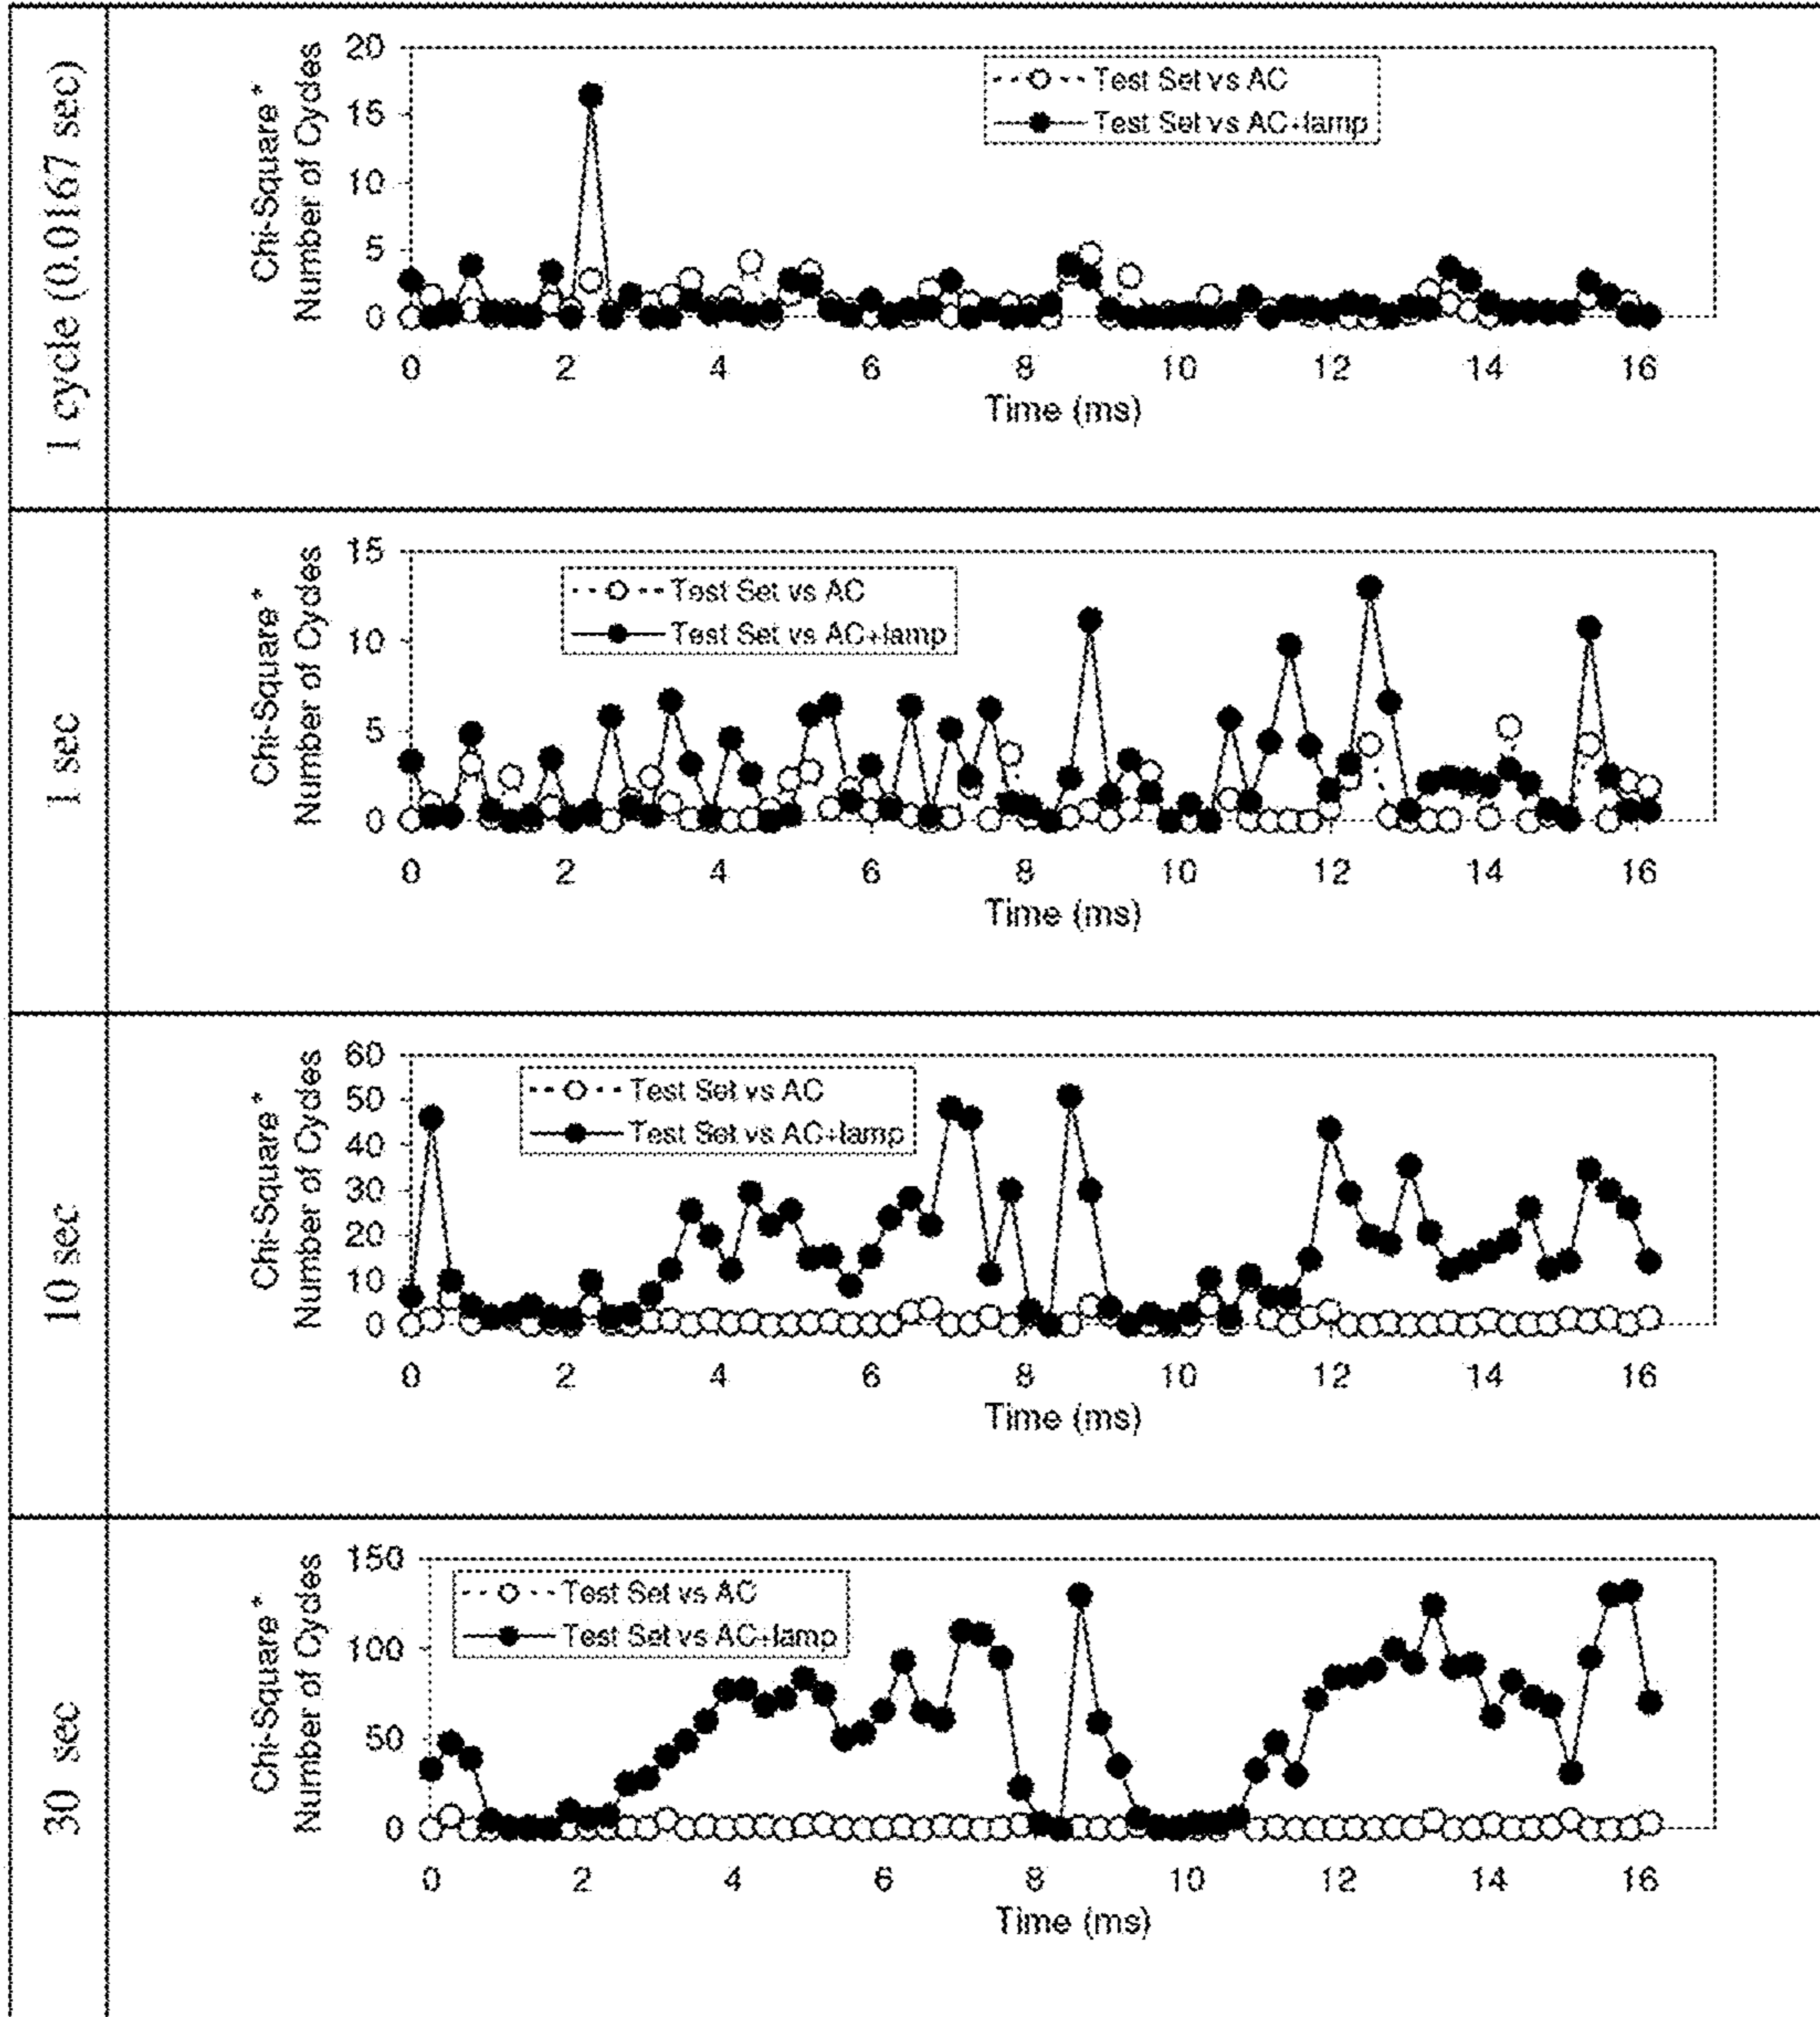 1 cycle (0.0167 sec)
Chi-Square*
Number of Cycles
20
15
10
5
0
Test Set vs AC
Test Set vs AC+lamp
0 2 4 6 8 10 12 14 16
Time (ms)
1 sec
Chi-Square*
Number of Cycles
15
10
5
0
Test Set vs AC
Test Set vs AC+lamp
0 2 4 6 8 10 12 14 16
Time (ms)
10 sec
Chi-Square*
Number of Cycles
60
50
40
30
20
10
0
Test Set vs AC
Test Set vs AC+lamp
0 2 4 6 8 10 12 14 16
Time (ms)
30 sec
Chi-Square*
Number of Cycles
150
100
50
0
Test Set vs AC
Test Set vs AC+lamp
0 2 4 6 8 10 12 14 16
Time (ms)